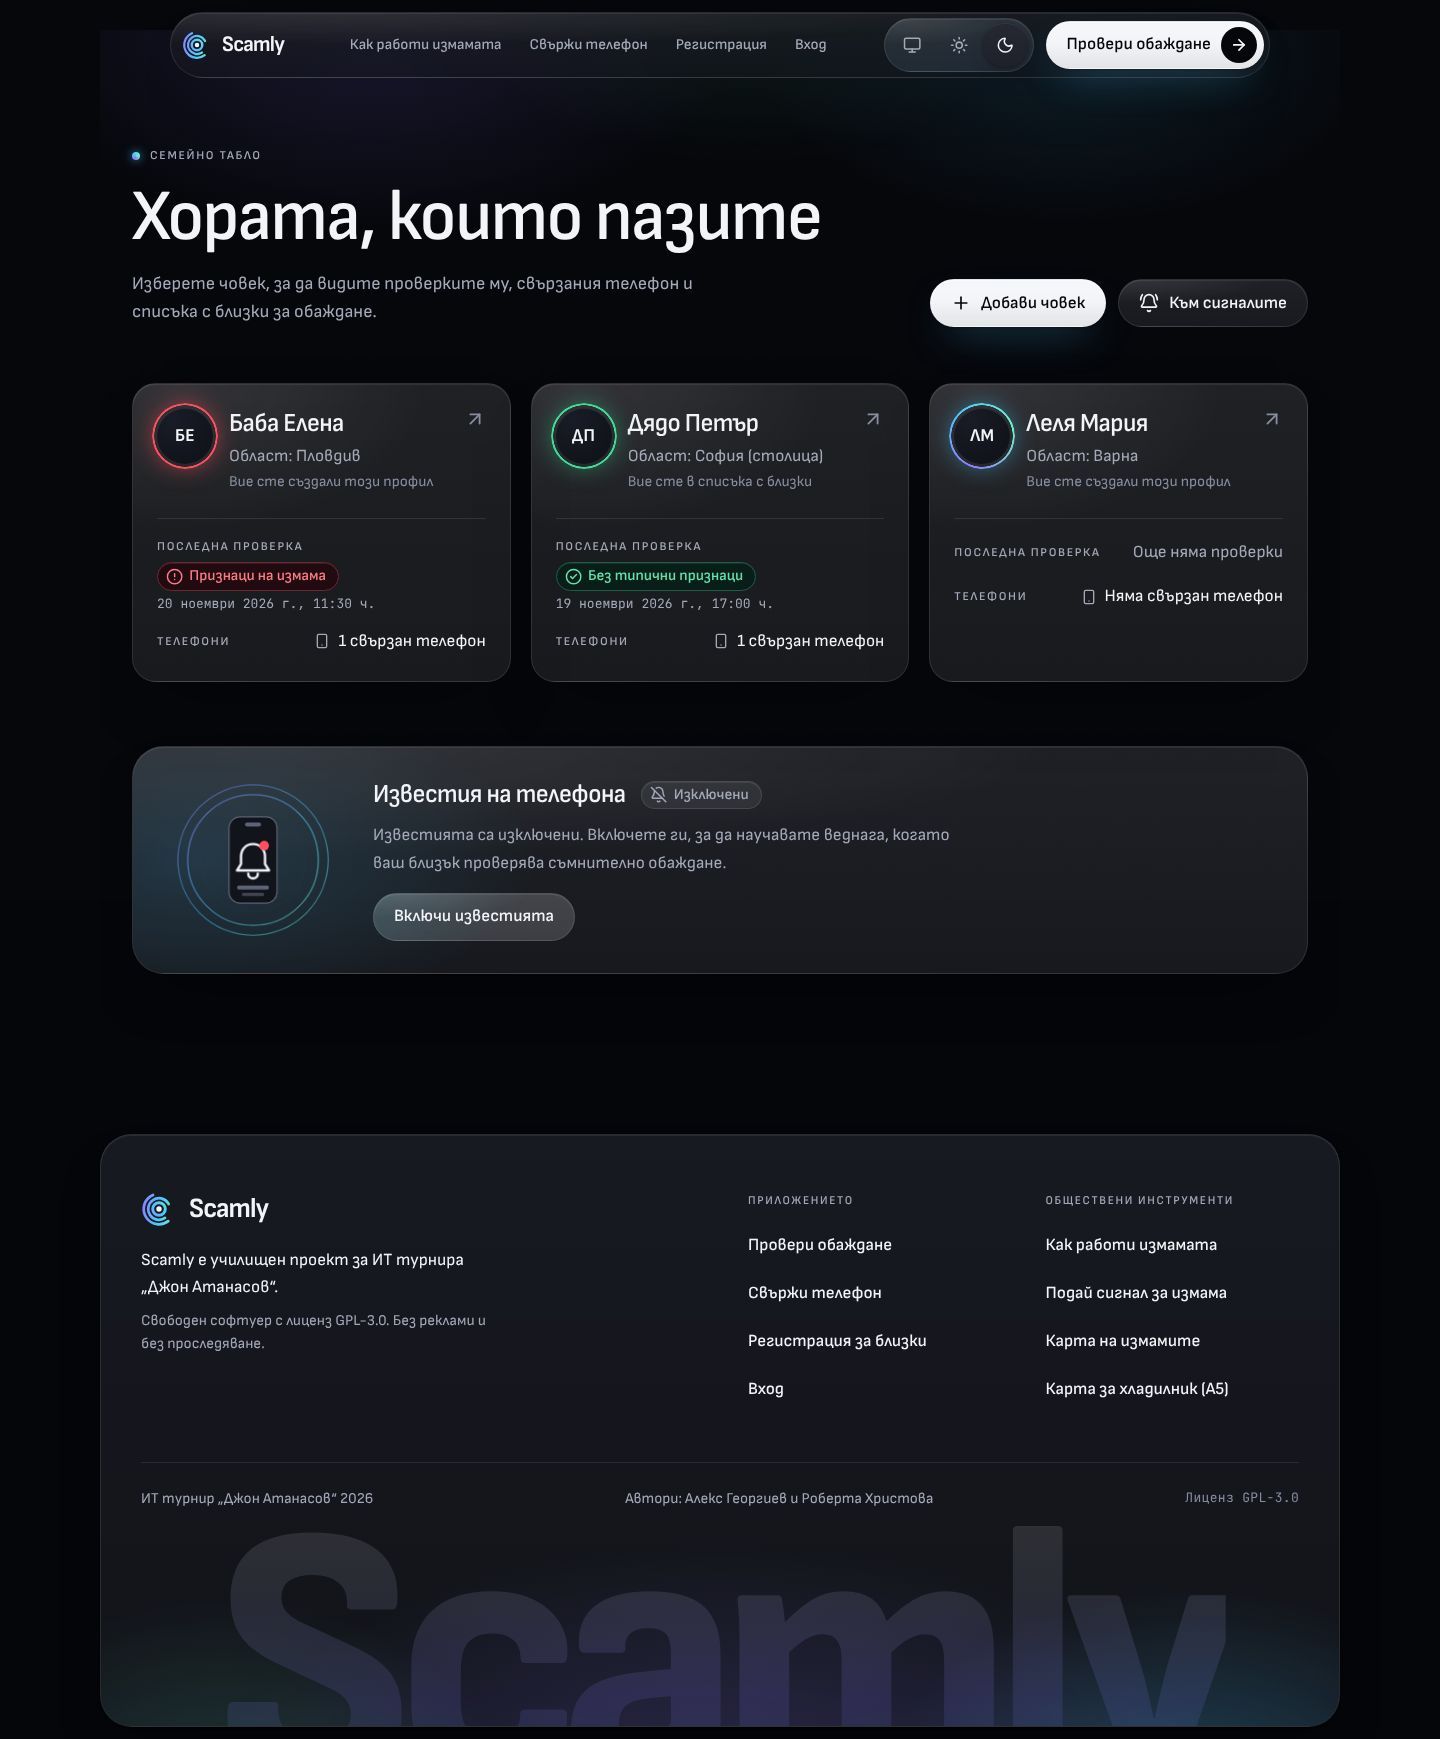 Scamly
Как работи измамата
Свържи телефон
Регистрация
Вход
Провери обаждане
СЕМЕЙНО ТАБЛО
Хората, които пазите
Изберете човек, за да видите проверките му, свързания телефон и
списъка с близки за обаждане.
Добави човек
Към сигналите
БЕ
Баба Елена
Област: Пловдив
Вие сте създали този профил
ПОСЛЕДНА ПРОВЕРКА
Признаци на измама
20 ноември 2026 г., 11:30 ч.
ТЕЛЕФОНИ
1 свързан телефон
ДП
Дядо Петър
Област: София (столица)
Вие сте в списъка с близки
ПОСЛЕДНА ПРОВЕРКА
Без типични признаци
19 ноември 2026 г., 17:00 ч.
ТЕЛЕФОНИ
1 свързан телефон
ЛМ
Леля Мария
Област: Варна
Вие сте създали този профил
ПОСЛЕДНА ПРОВЕРКА
Още няма проверки
ТЕЛЕФОНИ
Няма свързан телефон
Известия на телефона
Изключени
Известията са изключени. Включете ги, за да научавате веднага, когато
ваш близък проверява съмнително обаждане.
Включи известията
Scamly
Scamly е училищен проект за ИТ турнира
„Джон Атанасов“.
Свободен софтуер с лиценз GPL-3.0. Без реклами и
без проследяване.
ПРИЛОЖЕНИЕТО
Провери обаждане
Свържи телефон
Регистрация за близки
Вход
ОБЩЕСТВЕНИ ИНСТРУМЕНТИ
Как работи измамата
Подай сигнал за измама
Карта на измамите
Карта за хладилник (А5)
ИТ турнир „Джон Атанасов“ 2026
Автори: Алекс Георгиев и Роберта Христова
Лиценз GPL-3.0
Scamly